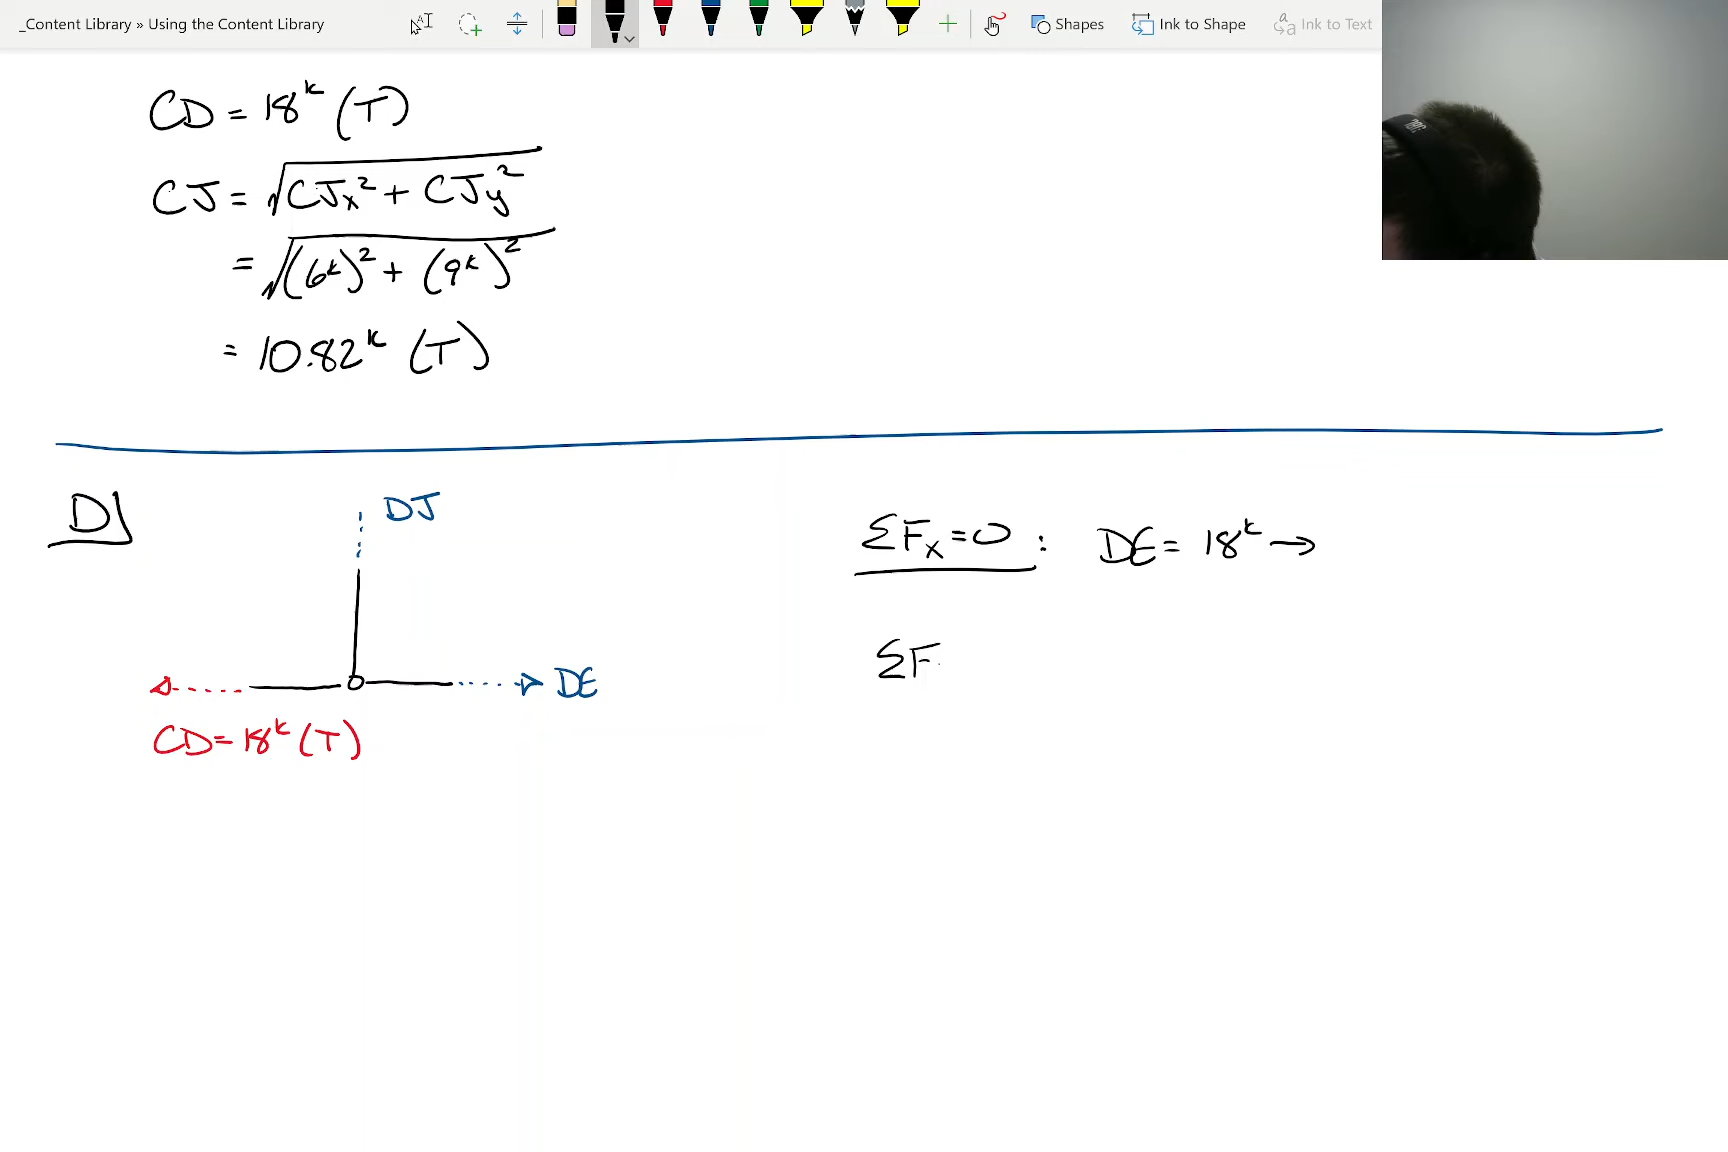 _Content Library » Using the Content Library
Shapes
Ink to Shape
Ink to Text
CD = 18ᵏ (T)
CJ = √(CJₓ² + CJy²)
= √((6ᵏ)² + (9ᵏ)²)
= 10.82ᵏ (T)
D)
DJ
DE
CD = 18ᵏ (T)
ΣFₓ = 0 : DE = 18ᵏ →
ΣF